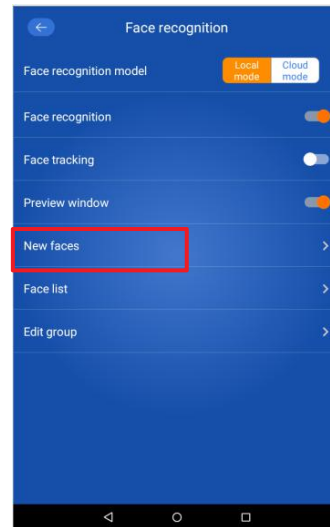 Face recognition
Face recognition model
Local mode
Cloud mode
Face recognition
Face tracking
Preview window
New faces
Face list
Edit group